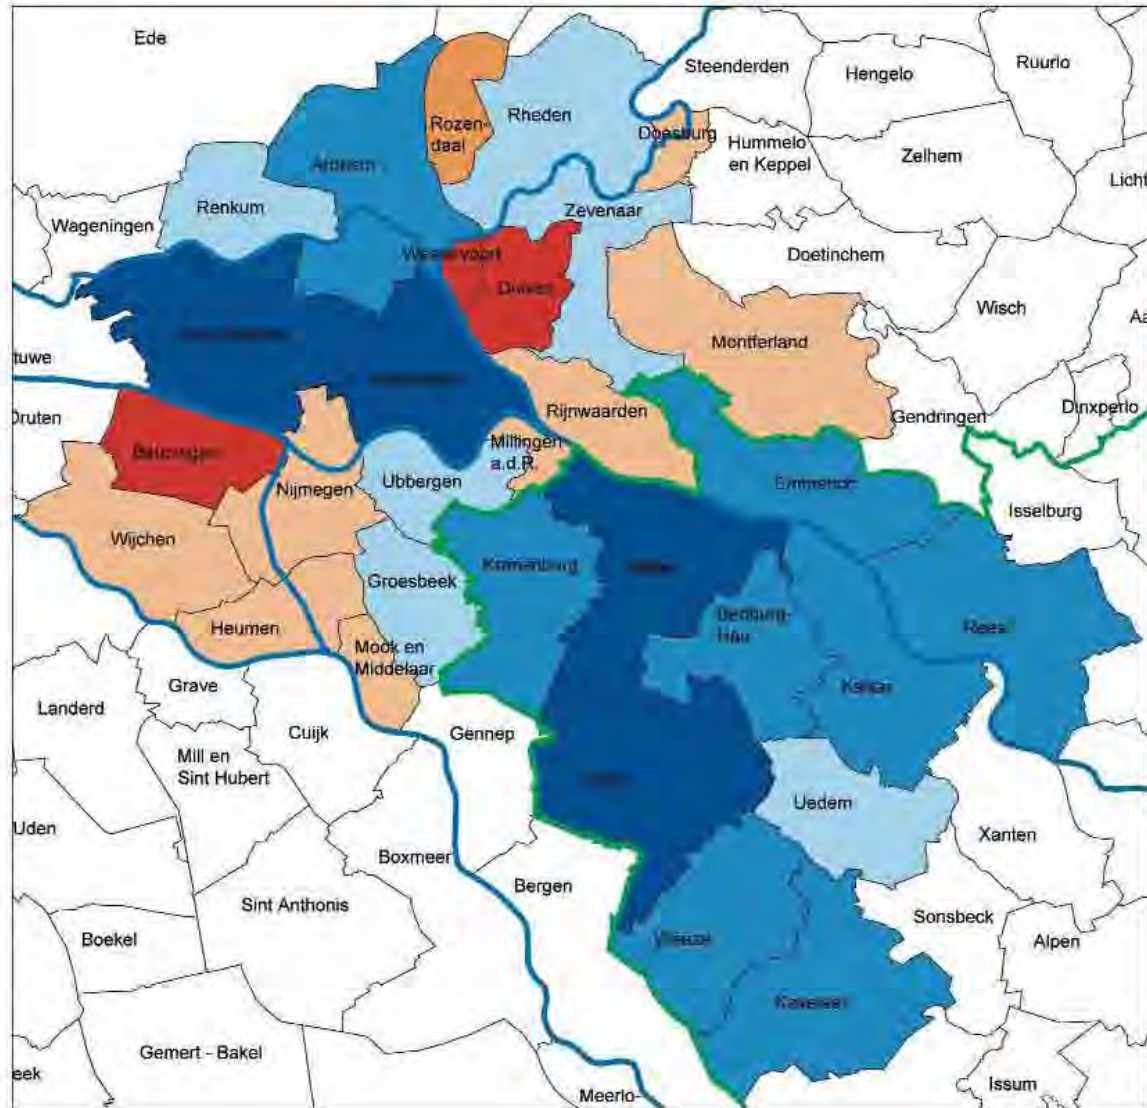 Ede
Steenderden
Hengelo
Ruurlo
Rheden
Rozen-
daal
Doesburg
Hummelo
en Keppel
Zelhem
Arnhem
Licht
Renkum
Wageningen
Zevenaar
Westervoort
Doetinchem
Duiven
Wisch
Aa
Montferland
tuwe
Druten
Rijnwaarden
Gendringen
Dinxperlo
Millingen
a.d.R.
Beuningen
Ubbergen
Nijmegen
Emmerich
Isselburg
Wijchen
Kranenburg
Groesbeek
Bedburg-
Hau
Heumen
Rees
Mook en
Middelaar
Grave
Kalkar
Landerd
Cuijk
Gennep
Mill en
Sint Hubert
Uedem
Uden
Xanten
Boxmeer
Bergen
Sint Anthonis
Sonsbeck
Boekel
Weeze
Alpen
Kevelaer
Gemert - Bakel
eek
Issum
Meerlo-